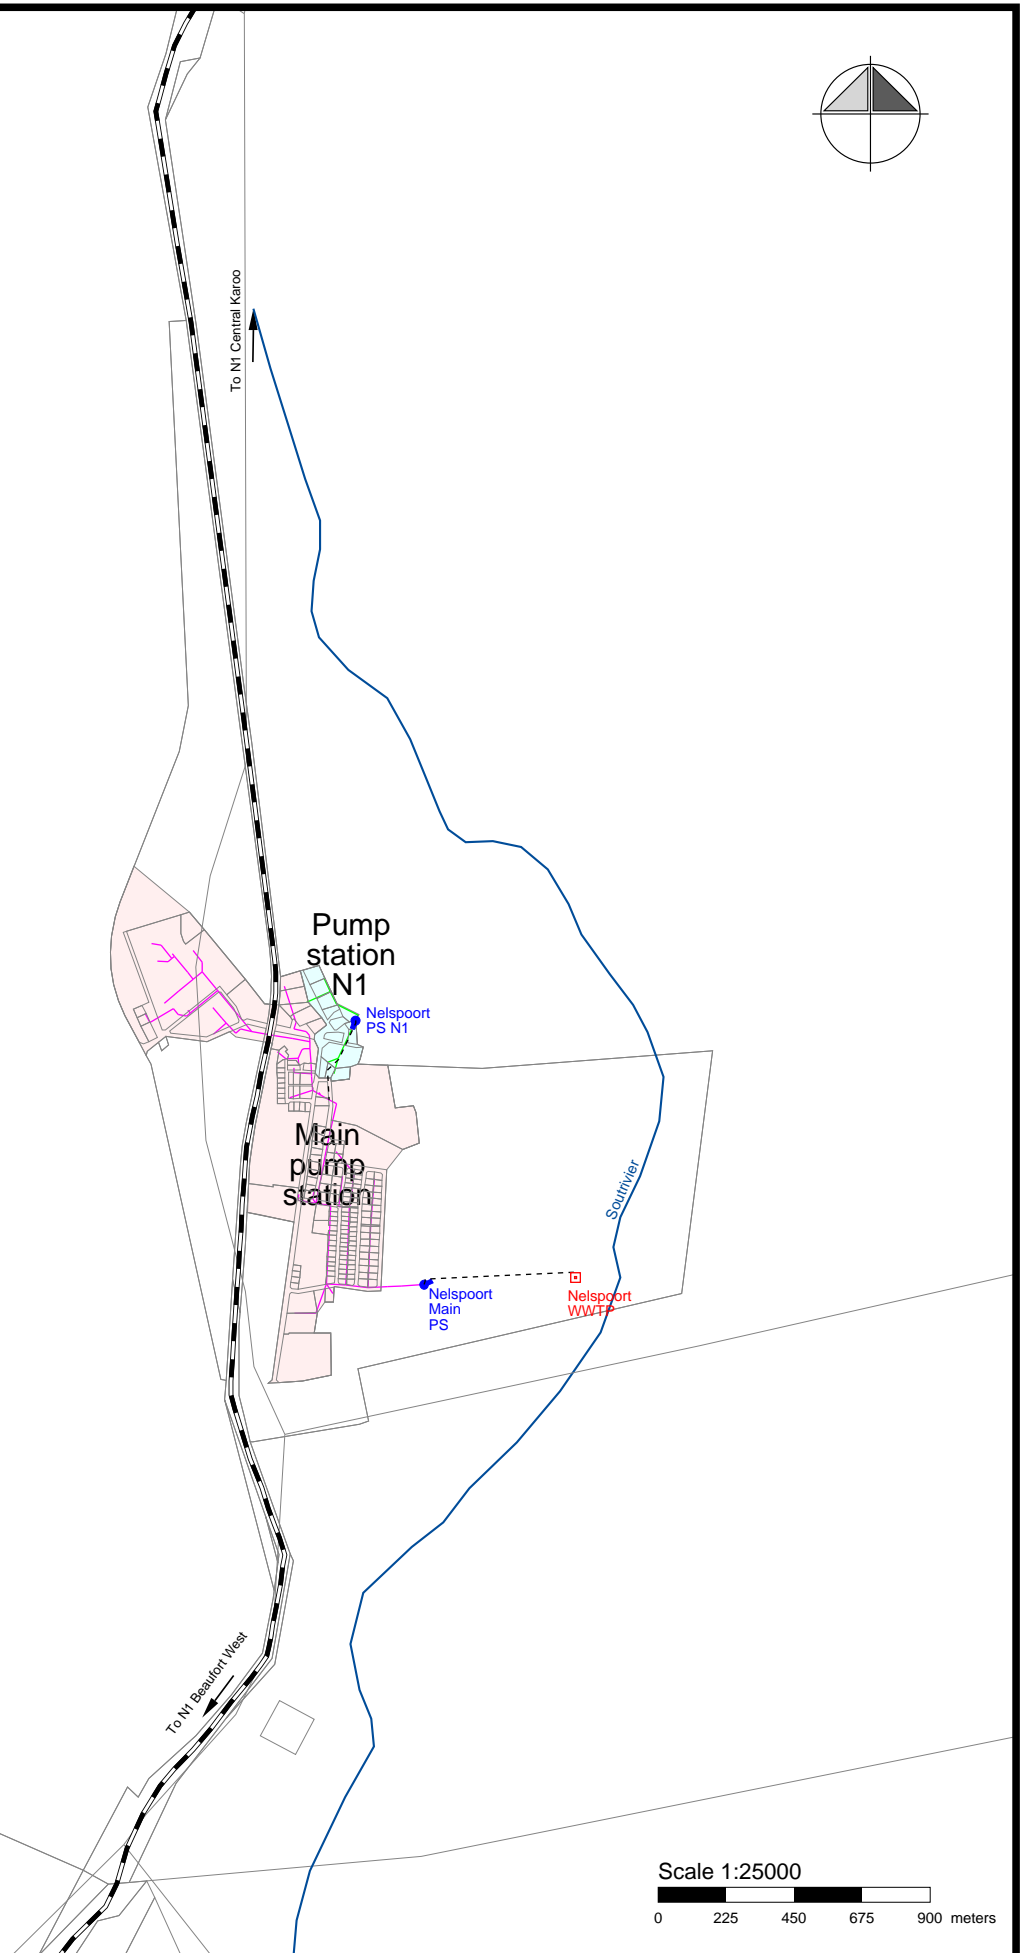 To N1 Central Karoo
Pump
station
N1
Nelspoort
PS N1
Main
pump
station
Soutrivier
Nelspoort
Main
PS
Nelspoort
WWTP
To N1 Beaufort West
Scale 1:25000
0 225 450 675 900 meters